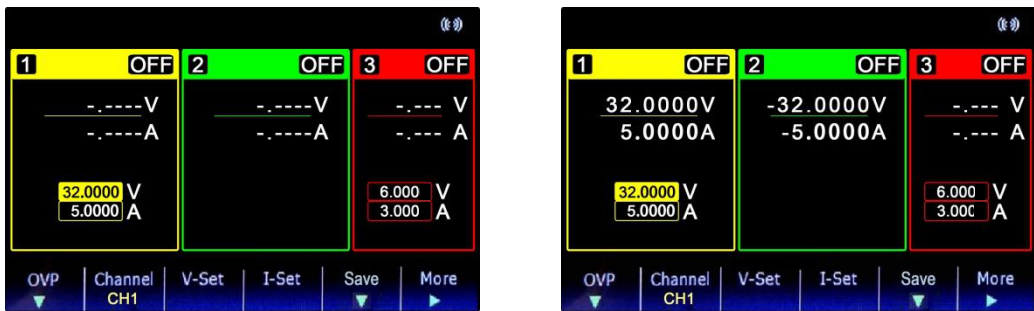 1 OFF 2 OFF 3 OFF
-.----V -.----V -.--- V
-.----A -.----A -.--- A
32.0000 V 6.000 V
5.0000 A 3.000 A
OVP Channel V-Set I-Set Save More
CH1
1 OFF 2 OFF 3 OFF
32.0000V -32.0000V -.--- V
5.0000A -5.0000A -.--- A
32.0000 V 6.000 V
5.0000 A 3.000 A
OVP Channel V-Set I-Set Save More
CH1